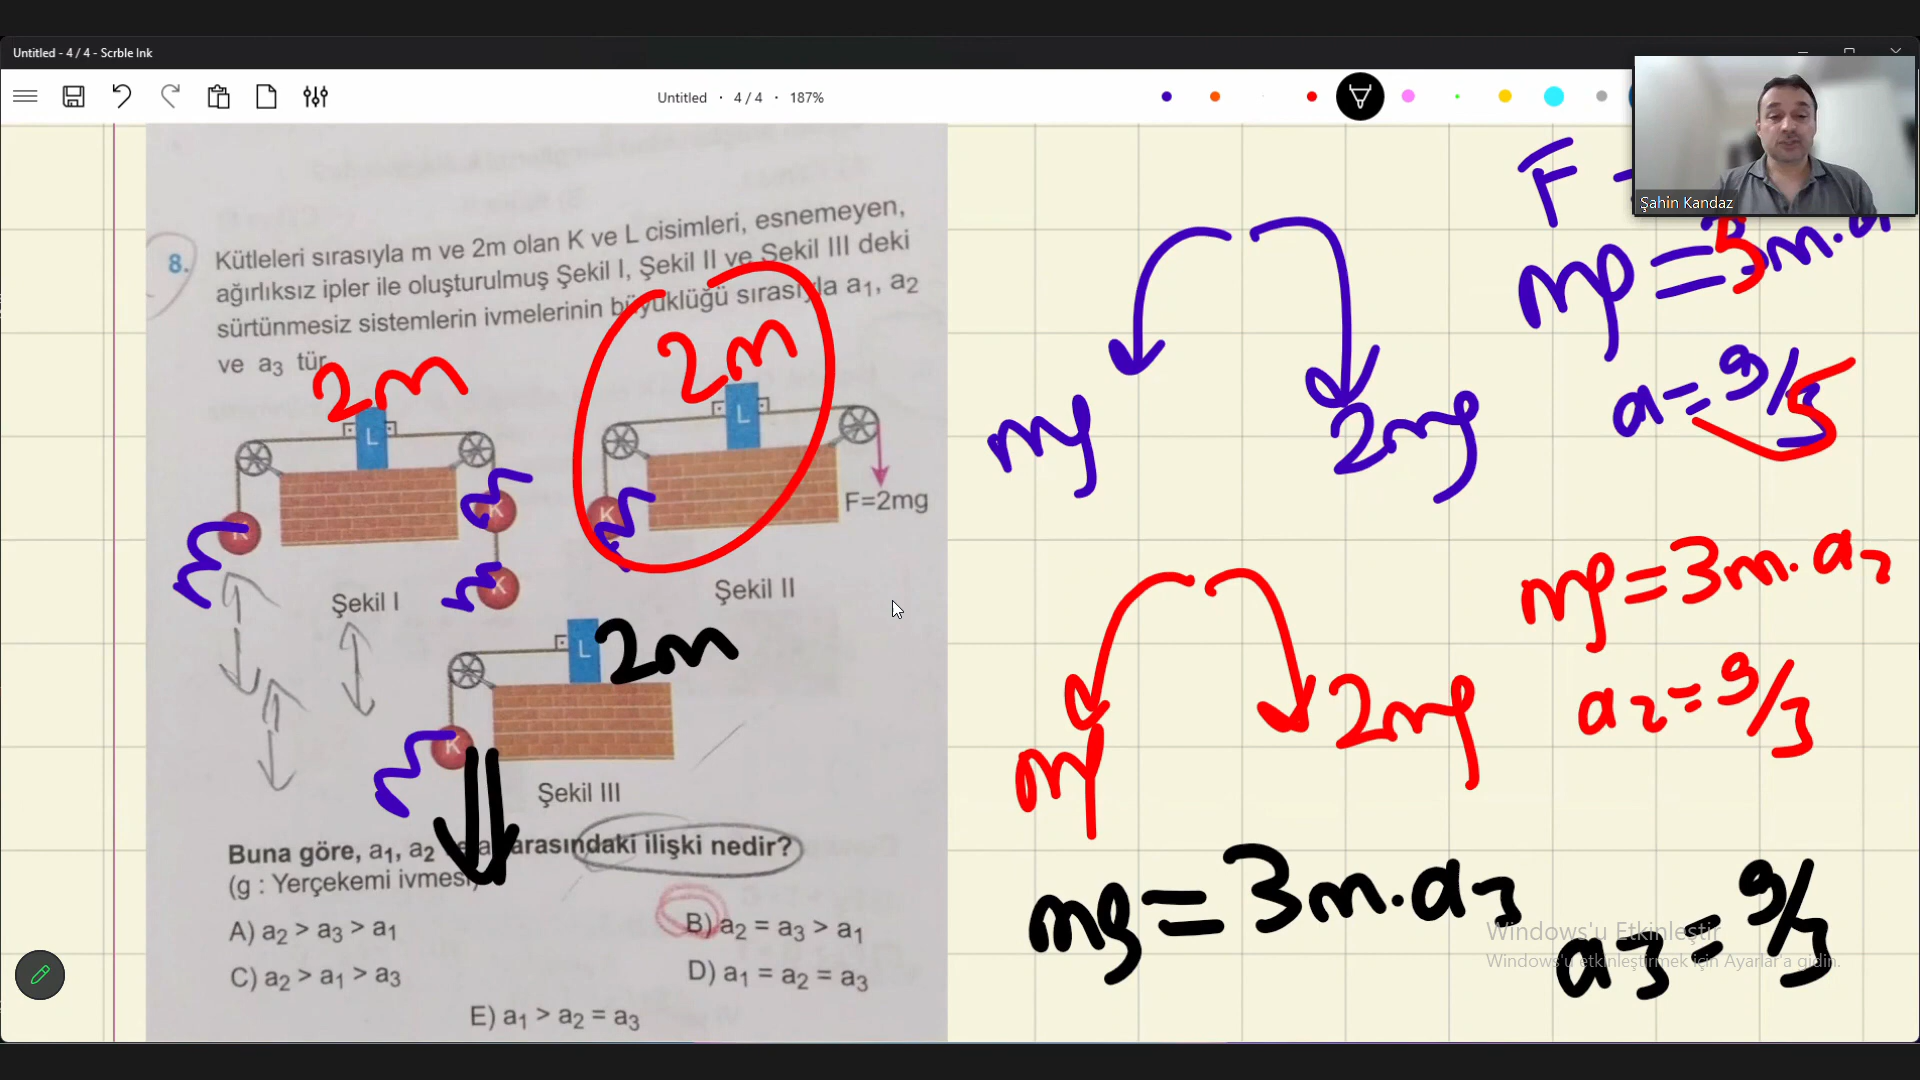 Untitled - 4 / 4 - Scrble Ink
Untitled · 4 / 4 · 187%
Şahin Kandaz
8. Kütleleri sırasıyla m ve 2m olan K ve L cisimleri, esnemeyen,
ağırlıksız ipler ile oluşturulmuş Şekil I, Şekil II ve Şekil III deki
sürtünmesiz sistemlerin ivmelerinin büyüklüğü sırasıyla a₁, a₂
ve a₃ tür.
2m
2m
L
L
K
m
K
m
K
m
K
m
F=2mg
Şekil I
Şekil II
L
2m
K
m
Şekil III
Buna göre, a₁, a₂ arasındaki ilişki nedir?
(g : Yerçekimi ivmesi)
A) a₂ > a₃ > a₁
B) a₂ = a₃ > a₁
C) a₂ > a₁ > a₃
D) a₁ = a₂ = a₃
E) a₁ > a₂ = a₃
F
mg = 5m.a
a = g/5
mg
2mg
mg = 3m.a₂
a₂ = g/3
mg
2mg
mg = 3m.a₃
a₃ = g/3
Windows'u Etkinleştir
Windows'u etkinleştirmek için Ayarlar'a gidin.